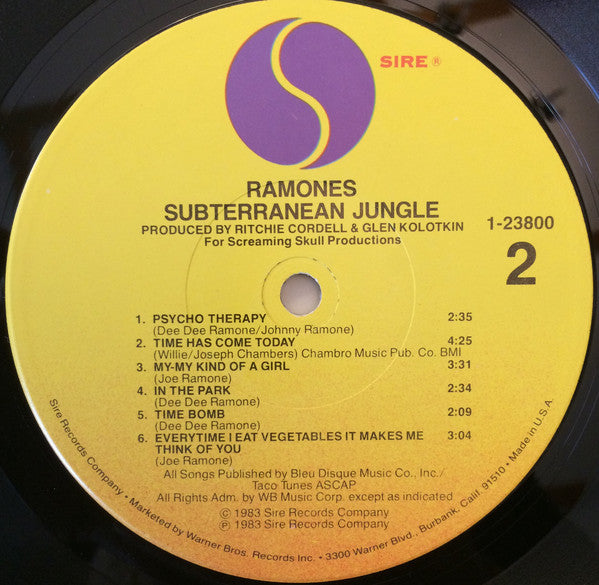 SIRE ®
RAMONES
SUBTERRANEAN JUNGLE
PRODUCED BY RITCHIE CORDELL & GLEN KOLOTKIN
For Screaming Skull Productions
1-23800
2
1. PSYCHO THERAPY 2:35
(Dee Dee Ramone/Johnny Ramone)
2. TIME HAS COME TODAY 4:25
(Willie/Joseph Chambers) Chambro Music Pub. Co. BMI
3. MY-MY KIND OF A GIRL 3:31
(Joe Ramone)
4. IN THE PARK 2:34
(Dee Dee Ramone)
5. TIME BOMB 2:09
(Dee Dee Ramone)
6. EVERYTIME I EAT VEGETABLES IT MAKES ME 3:04
THINK OF YOU
(Joe Ramone)
All Songs Published by Bleu Disque Music Co., Inc./
Taco Tunes ASCAP
All Rights Adm. by WB Music Corp. except as indicated
© 1983 Sire Records Company
℗ 1983 Sire Records Company
Sire Records Company • Marketed by Warner Bros. Records Inc. • 3300 Warner Blvd., Burbank, Calif. 91510 • Made in U.S.A.